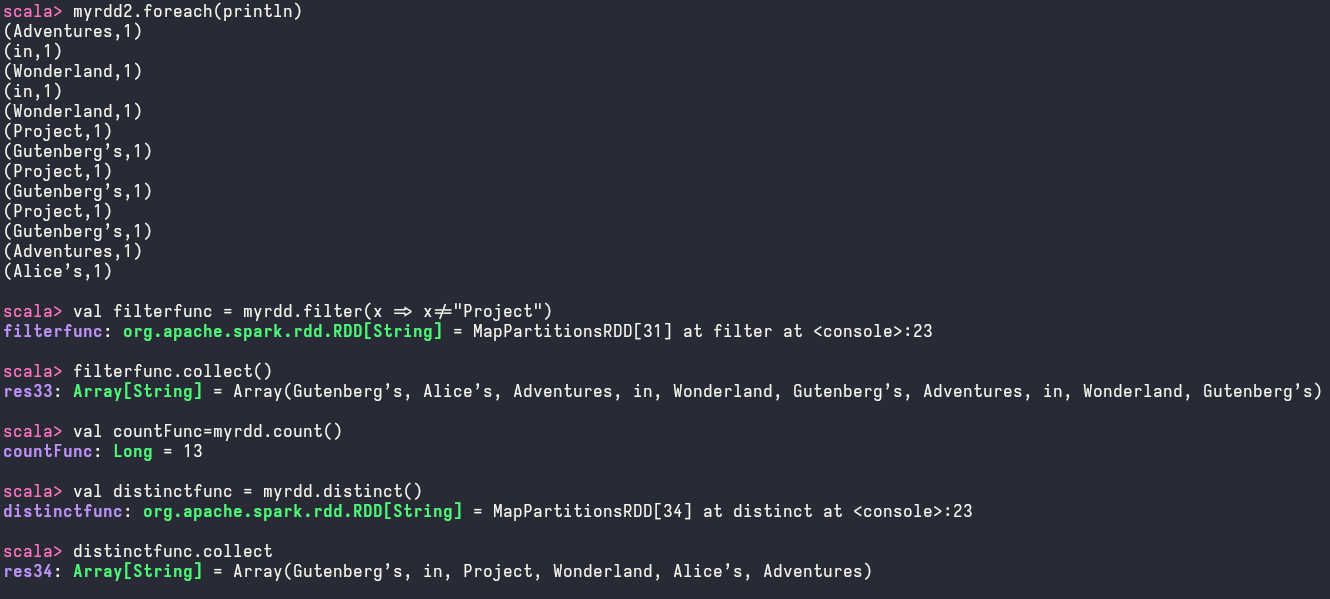 scala> myrdd2.foreach(println)
(Adventures,1)
(in,1)
(Wonderland,1)
(in,1)
(Wonderland,1)
(Project,1)
(Gutenberg’s,1)
(Project,1)
(Gutenberg’s,1)
(Project,1)
(Gutenberg’s,1)
(Adventures,1)
(Alice’s,1)
scala> val filterfunc = myrdd.filter(x => x!="Project")
filterfunc: org.apache.spark.rdd.RDD[String] = MapPartitionsRDD[31] at filter at <console>:23
scala> filterfunc.collect()
res33: Array[String] = Array(Gutenberg’s, Alice’s, Adventures, in, Wonderland, Gutenberg’s, Adventures, in, Wonderland, Gutenberg’s)
scala> val countFunc=myrdd.count()
countFunc: Long = 13
scala> val distinctfunc = myrdd.distinct()
distinctfunc: org.apache.spark.rdd.RDD[String] = MapPartitionsRDD[34] at distinct at <console>:23
scala> distinctfunc.collect
res34: Array[String] = Array(Gutenberg’s, in, Project, Wonderland, Alice’s, Adventures)